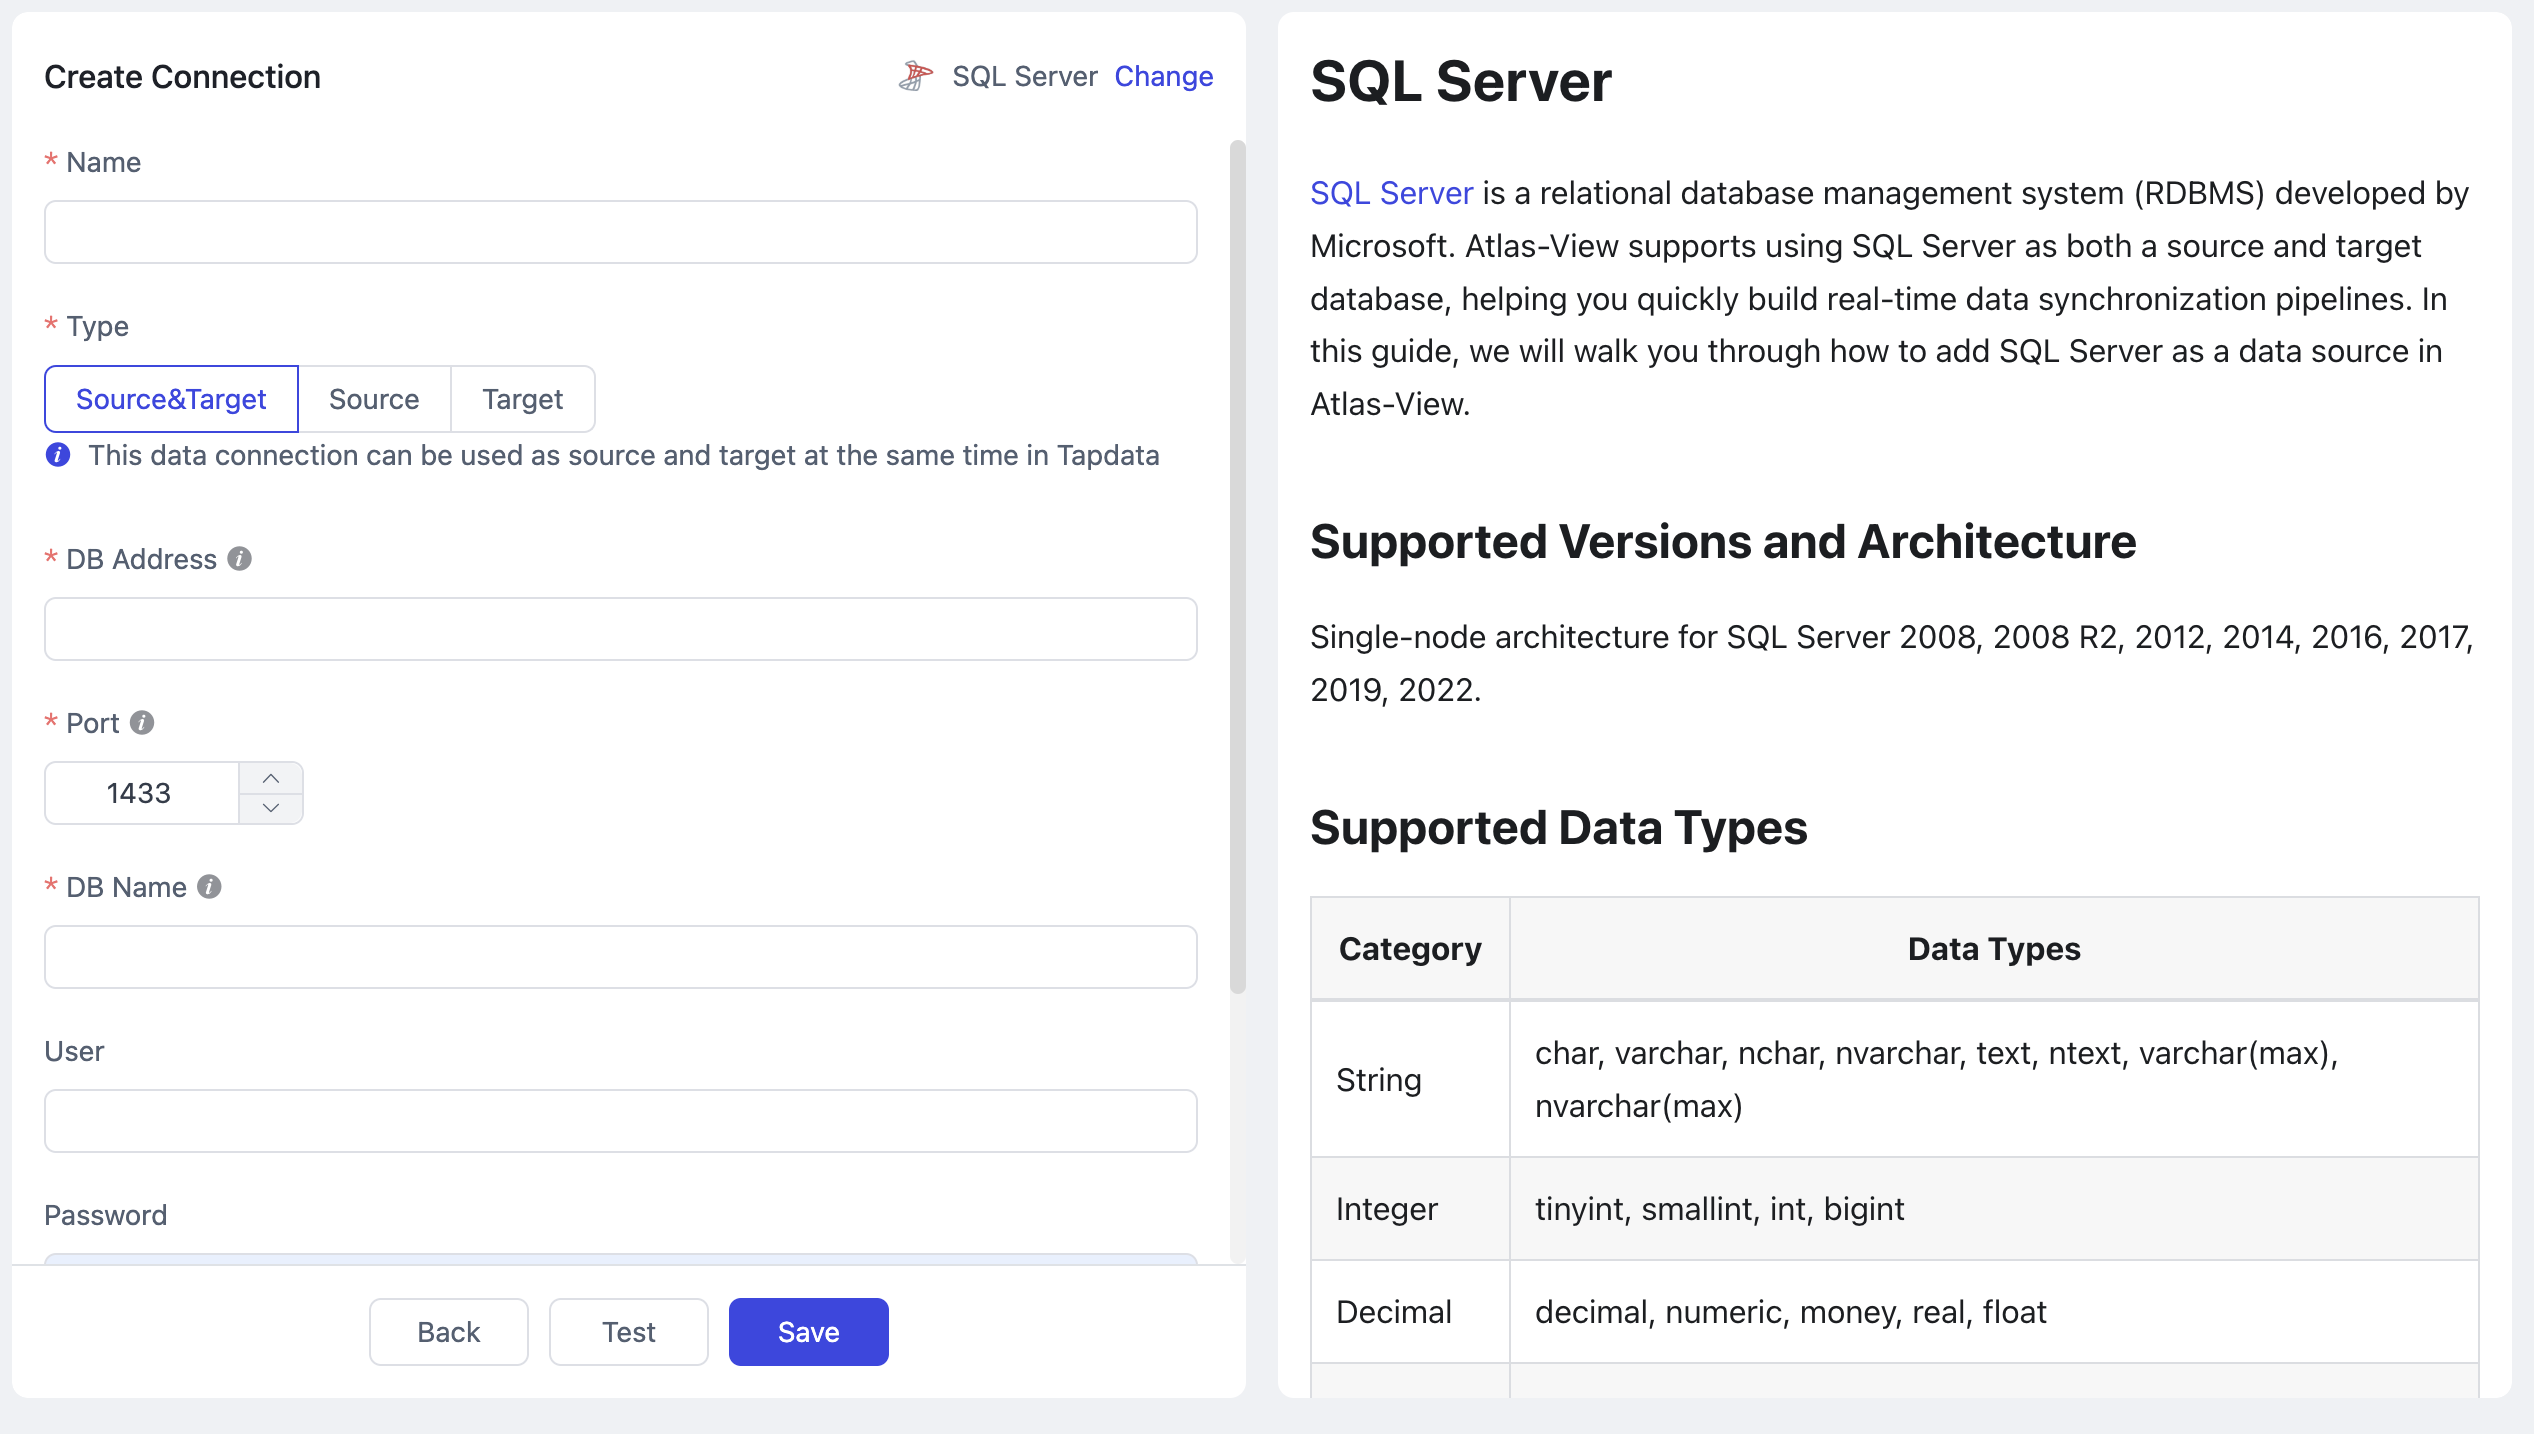 Create Connection
SQL Server Change
* Name
* Type
Source&Target Source Target
This data connection can be used as source and target at the same time in Tapdata
* DB Address
* Port
1433
* DB Name
User
Password
Back Test Save
SQL Server
SQL Server is a relational database management system (RDBMS) developed by
Microsoft. Atlas-View supports using SQL Server as both a source and target
database, helping you quickly build real-time data synchronization pipelines. In
this guide, we will walk you through how to add SQL Server as a data source in
Atlas-View.
Supported Versions and Architecture
Single-node architecture for SQL Server 2008, 2008 R2, 2012, 2014, 2016, 2017,
2019, 2022.
Supported Data Types
Category Data Types
String char, varchar, nchar, nvarchar, text, ntext, varchar(max),
nvarchar(max)
Integer tinyint, smallint, int, bigint
Decimal decimal, numeric, money, real, float